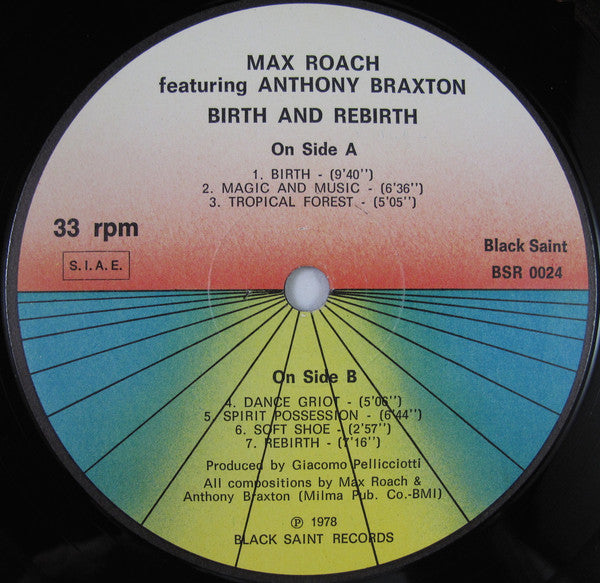 MAX ROACH
featuring ANTHONY BRAXTON
BIRTH AND REBIRTH
On Side A
1. BIRTH - (9'40'')
2. MAGIC AND MUSIC - (6'36'')
3. TROPICAL FOREST - (5'05'')
33 rpm
S.I.A.E.
Black Saint
BSR 0024
On Side B
4. DANCE GRIOT - (5'06'')
5. SPIRIT POSSESSION - (6'44'')
6. SOFT SHOE - (2'57'')
7. REBIRTH - (7'16'')
Produced by Giacomo Pellicciotti
All compositions by Max Roach &
Anthony Braxton (Milma Pub. Co.-BMI)
℗ 1978
BLACK SAINT RECORDS